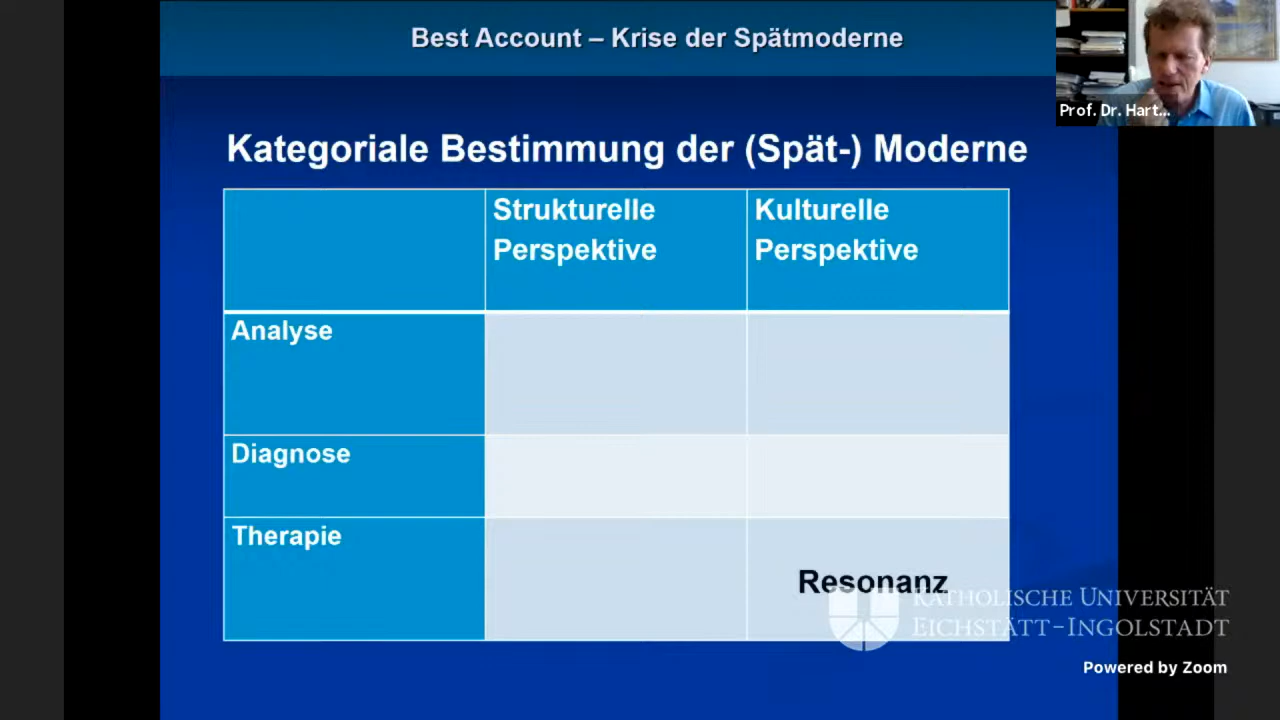 Best Account – Krise der Spätmoderne
Prof. Dr. Hart...
Kategoriale Bestimmung der (Spät-) Moderne
Strukturelle
Perspektive
Kulturelle
Perspektive
Analyse
Diagnose
Therapie
Resonanz
KATHOLISCHE UNIVERSITÄT
EICHSTÄTT-INGOLSTADT
Powered by Zoom